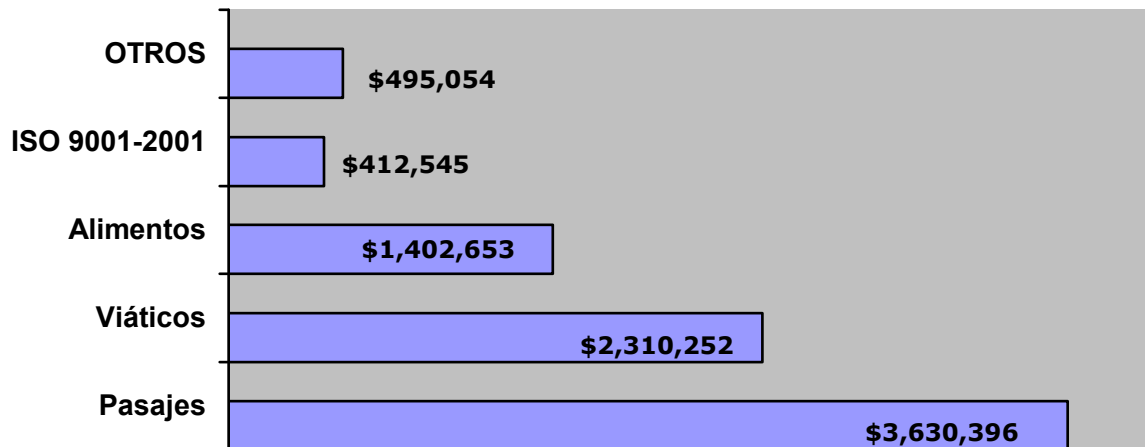 OTROS $495,054
ISO 9001-2001 $412,545
Alimentos $1,402,653
Viáticos $2,310,252
Pasajes $3,630,396